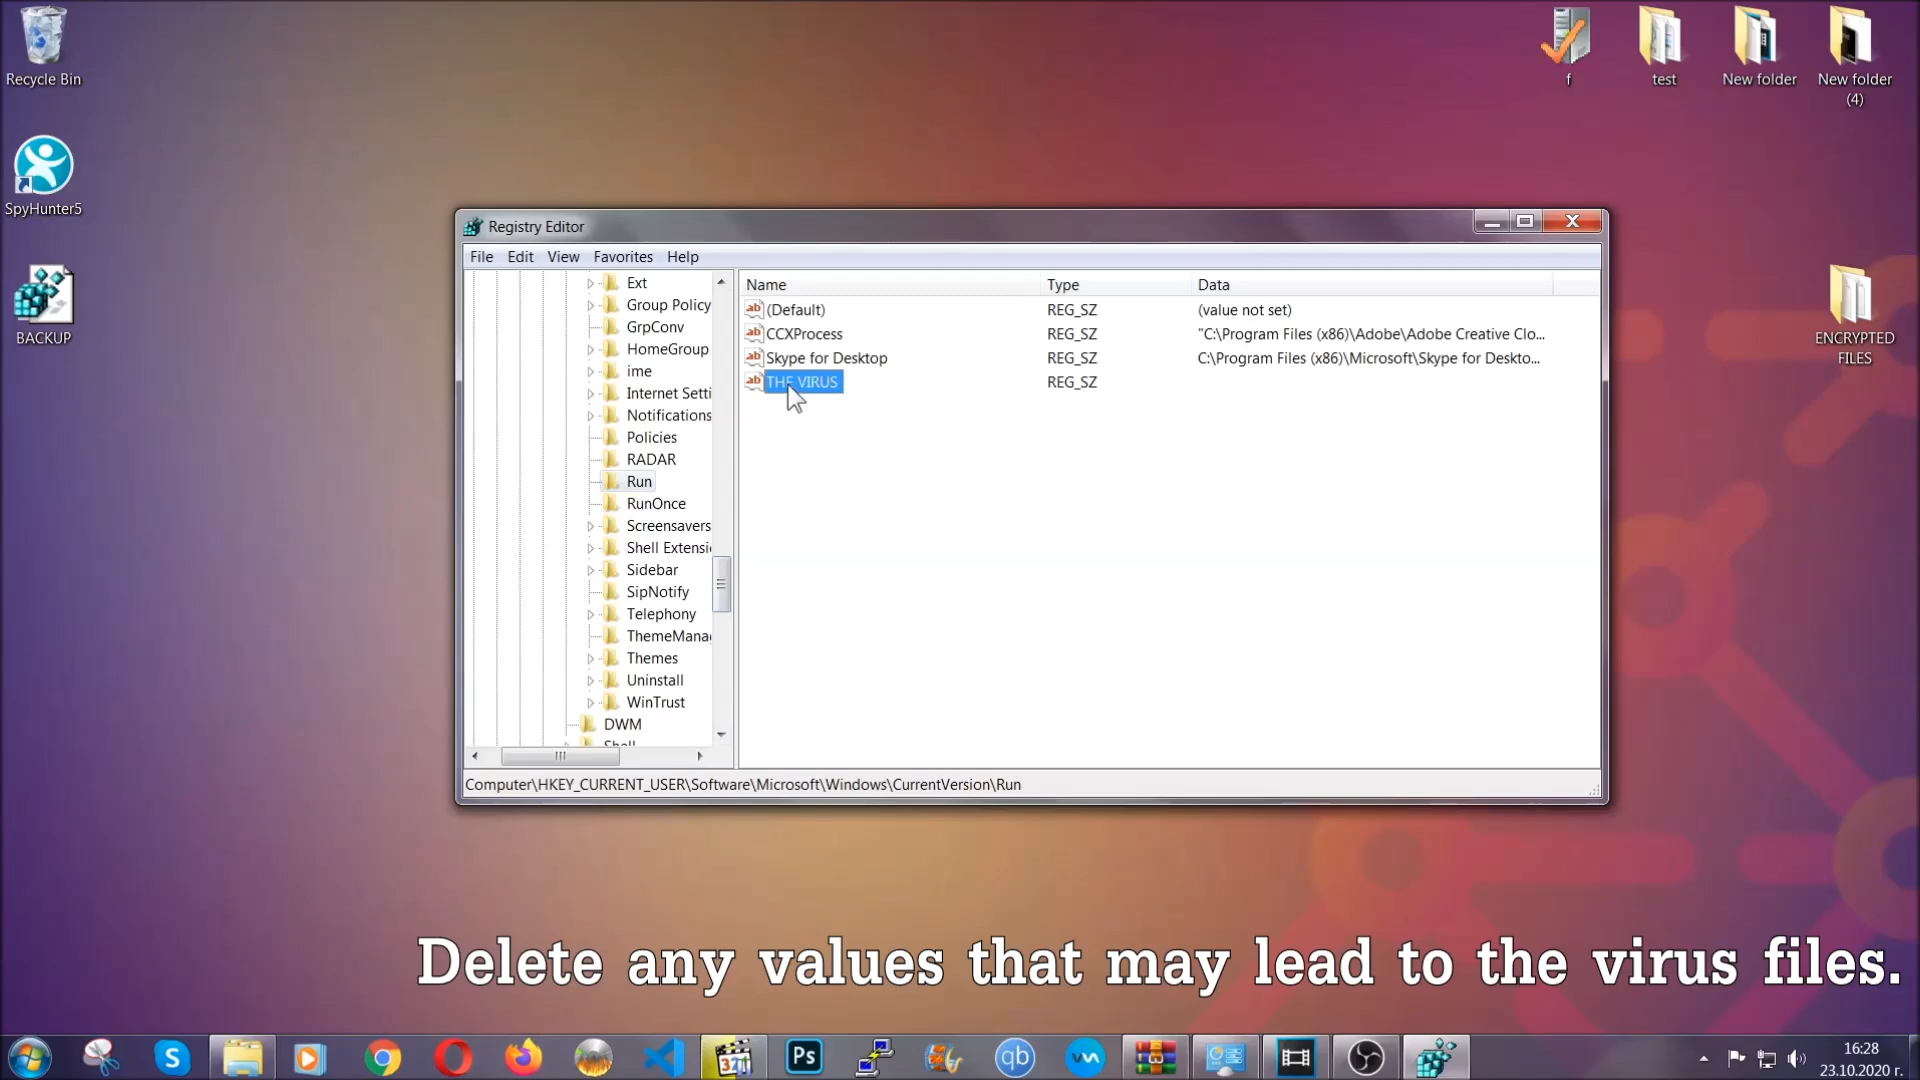 Recycle Bin
f
test
New folder
New folder
(4)
SpyHunter5
BACKUP
ENCRYPTED
FILES
Registry Editor
File Edit View Favorites Help
Ext
Group Policy
GrpConv
HomeGroup
ime
Internet Setti
Notifications
Policies
RADAR
Run
RunOnce
Screensavers
Shell Extensi
Sidebar
SipNotify
Telephony
ThemeManag
Themes
Uninstall
WinTrust
DWM
Shell
Name Type Data
(Default) REG_SZ (value not set)
CCXProcess REG_SZ "C:\Program Files (x86)\Adobe\Adobe Creative Clo...
Skype for Desktop REG_SZ C:\Program Files (x86)\Microsoft\Skype for Deskto...
THE VIRUS REG_SZ
Computer\HKEY_CURRENT_USER\Software\Microsoft\Windows\CurrentVersion\Run
Delete any values that may lead to the virus files.
S
321
Ps
qb
16:28
23.10.2020 г.